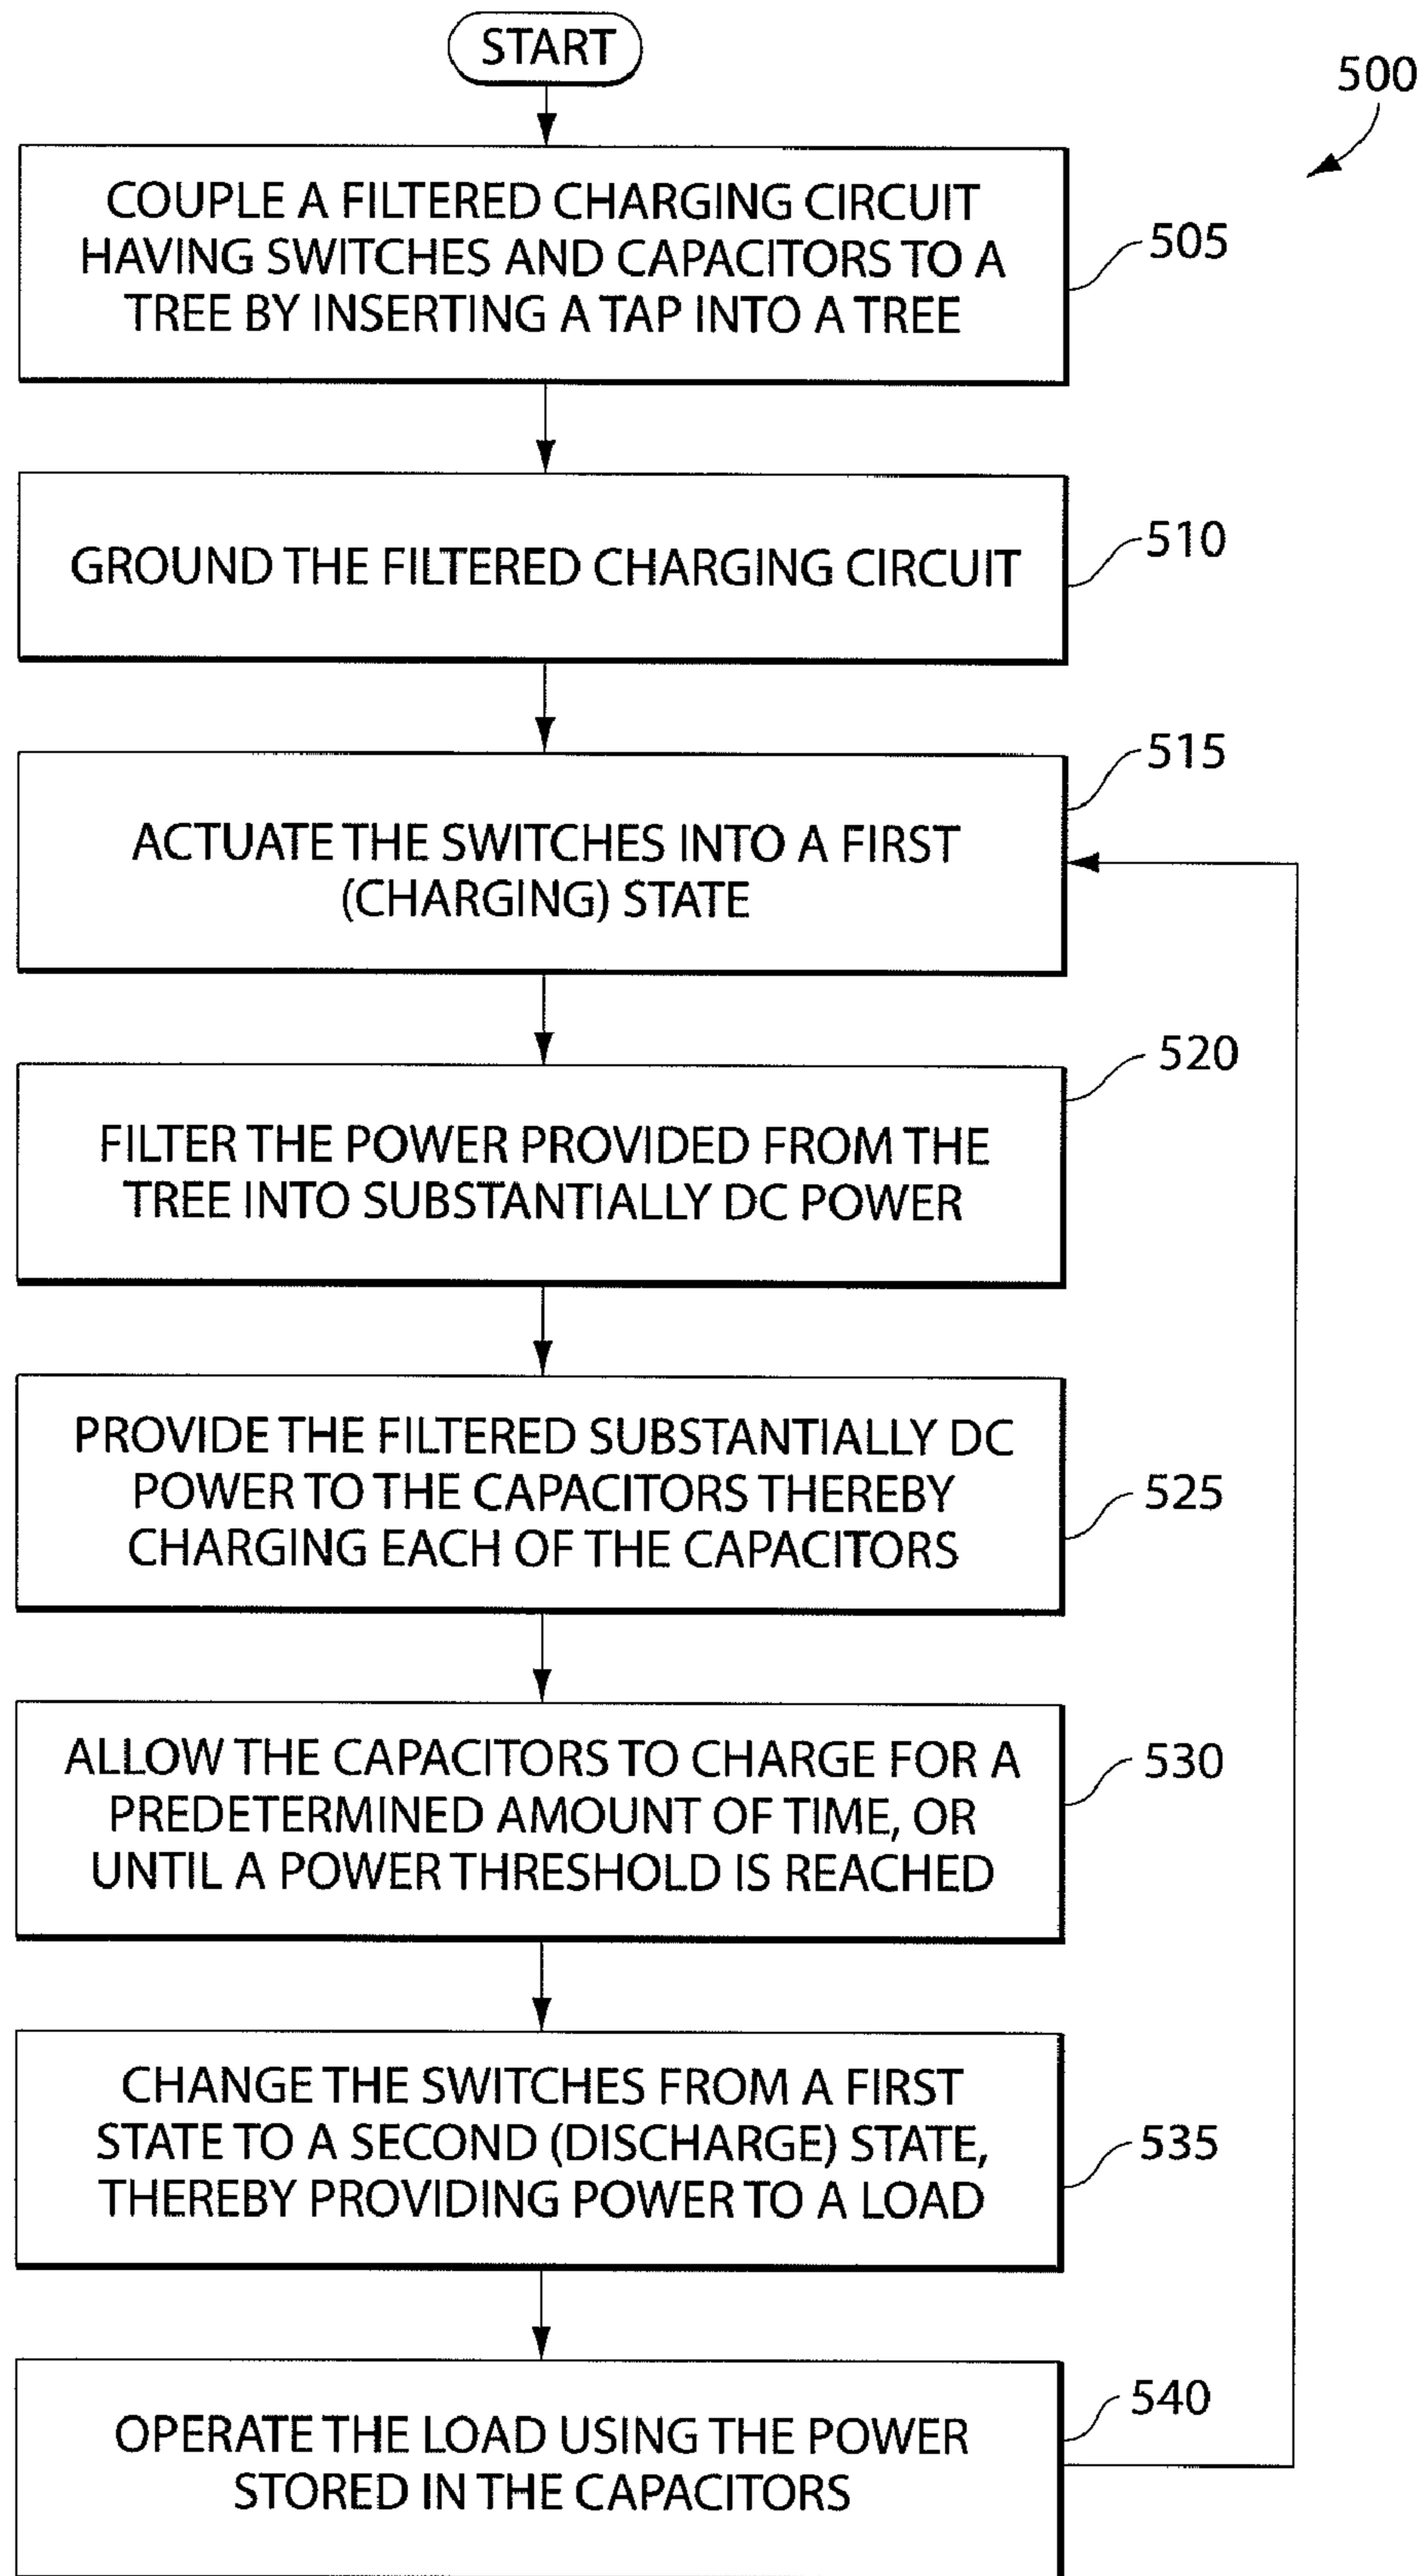 START
500
COUPLE A FILTERED CHARGING CIRCUIT
HAVING SWITCHES AND CAPACITORS TO A
TREE BY INSERTING A TAP INTO A TREE
505
GROUND THE FILTERED CHARGING CIRCUIT
510
515
ACTUATE THE SWITCHES INTO A FIRST
(CHARGING) STATE
520
FILTER THE POWER PROVIDED FROM THE
TREE INTO SUBSTANTIALLY DC POWER
PROVIDE THE FILTERED SUBSTANTIALLY DC
POWER TO THE CAPACITORS THEREBY
CHARGING EACH OF THE CAPACITORS
525
ALLOW THE CAPACITORS TO CHARGE FOR A
PREDETERMINED AMOUNT OF TIME, OR
UNTIL A POWER THRESHOLD IS REACHED
530
CHANGE THE SWITCHES FROM A FIRST
STATE TO A SECOND (DISCHARGE) STATE,
THEREBY PROVIDING POWER TO A LOAD
535
540
OPERATE THE LOAD USING THE POWER
STORED IN THE CAPACITORS